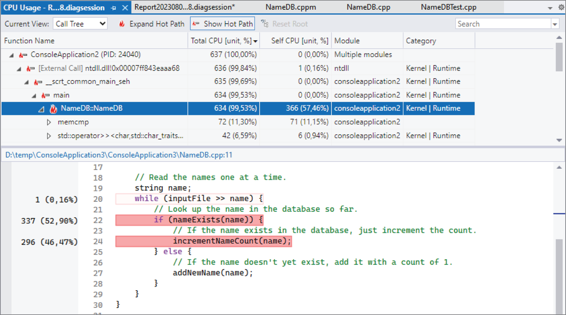 CPU Usage - R...8.diagsession Report2023080...8.diagsession* NameDB.cppm NameDB.cpp NameDBTest.cpp
Current View: Call Tree Expand Hot Path Show Hot Path Reset Root Search
Function Name Total CPU [unit, %] Self CPU [unit, %] Module Category
ConsoleApplication2 (PID: 24040) 637 (100,00%) 0 (0,00%) Multiple modules
[External Call] ntdll.dll!0x00007ff843eaaa68 636 (99,84%) 1 (0,16%) ntdll Kernel | Runtime
__scrt_common_main_seh 635 (99,69%) 0 (0,00%) consoleapplication2 Kernel | Runtime
main 634 (99,53%) 0 (0,00%) consoleapplication2 Kernel | Runtime
NameDB::NameDB 634 (99,53%) 366 (57,46%) consoleapplication2 Kernel | Runtime
memcmp 72 (11,30%) 71 (11,15%) consoleapplication2
std::operator>><char,std::char_traits... 42 (6,59%) 6 (0,94%) consoleapplication2 Kernel | Runtime
D:\temp\ConsoleApplication3\ConsoleApplication3\NameDB.cpp:11
17
18 // Read the names one at a time.
19 string name;
1 (0,16%) 20 while (inputFile >> name) {
21 // Look up the name in the database so far.
337 (52,90%) 22 if (nameExists(name)) {
23 // If the name exists in the database, just increment the count.
296 (46,47%) 24 incrementNameCount(name);
25 } else {
26 // If the name doesn't yet exist, add it with a count of 1.
27 addNewName(name);
28 }
29 }
30 }
31